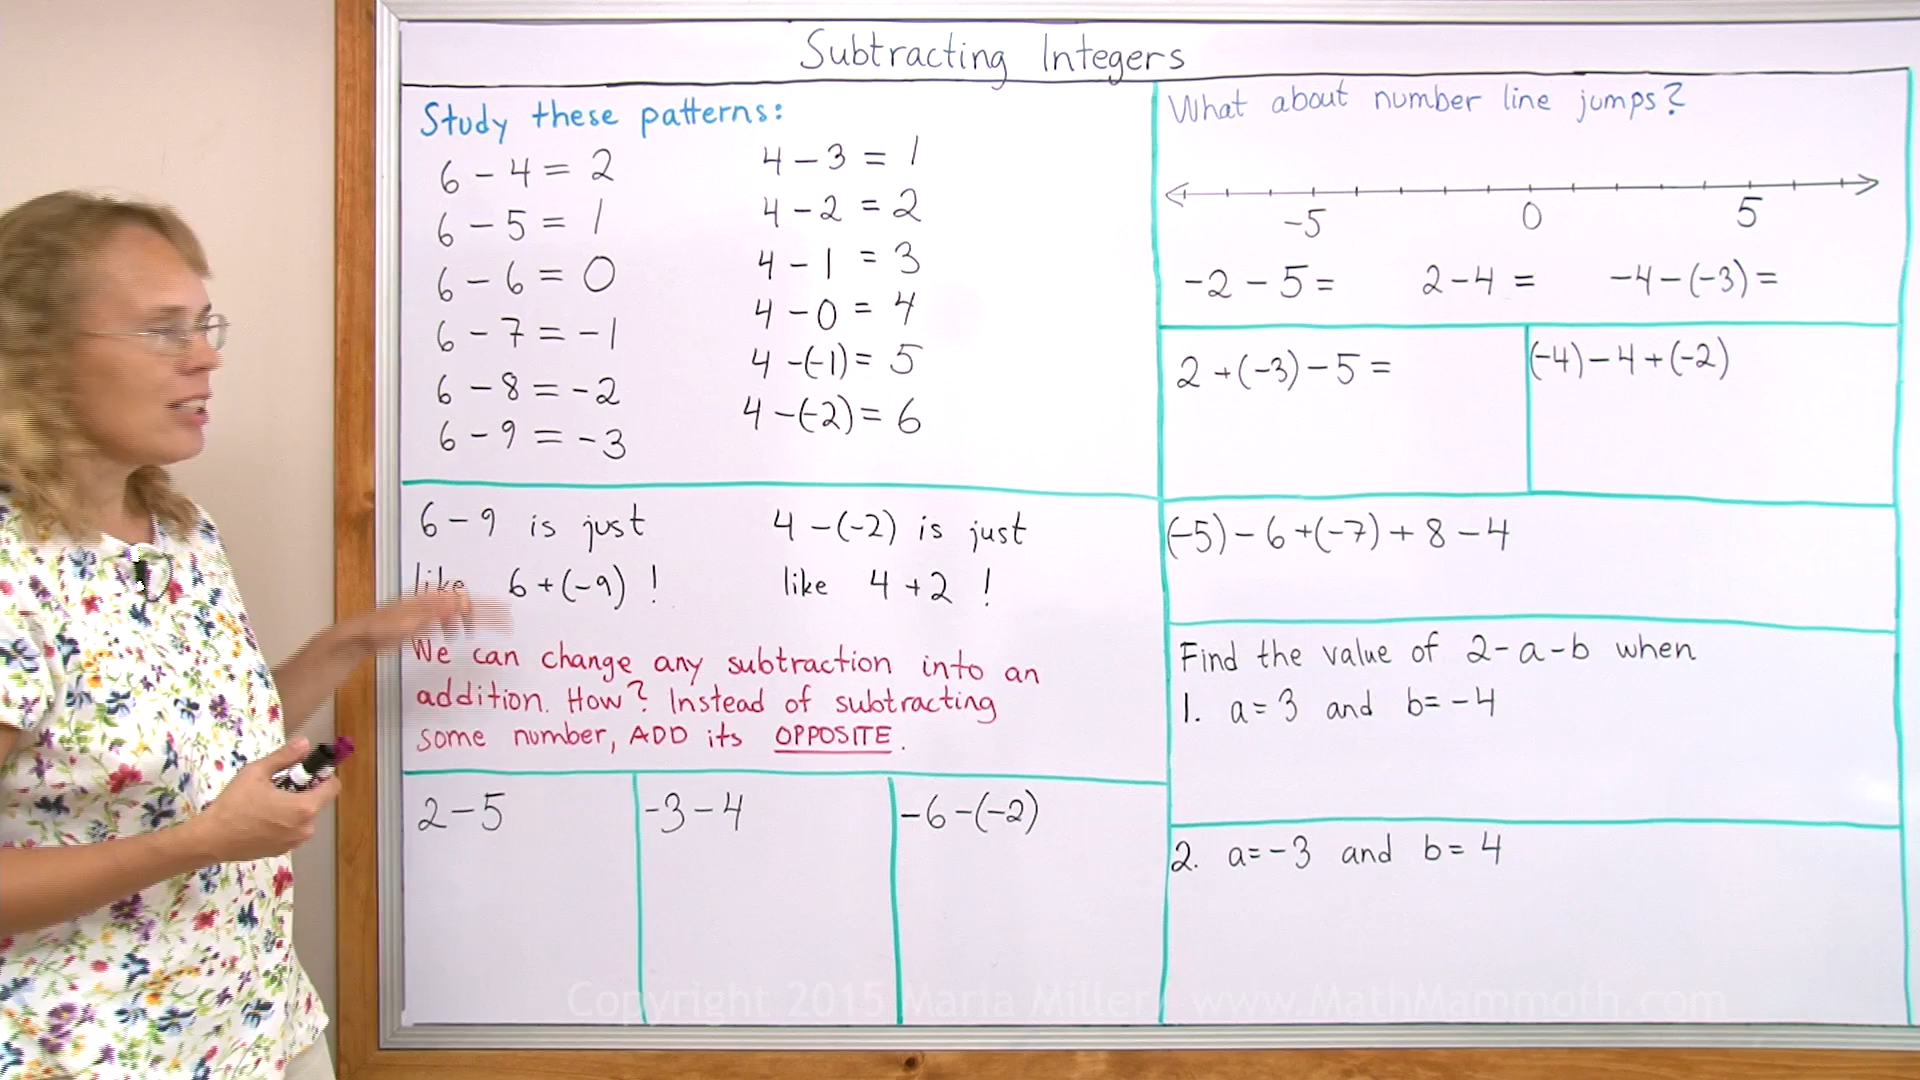 Subtracting Integers
Study these patterns:
6 - 4 = 2
6 - 5 = 1
6 - 6 = 0
6 - 7 = -1
6 - 8 = -2
6 - 9 = -3
4 - 3 = 1
4 - 2 = 2
4 - 1 = 3
4 - 0 = 4
4 -(-1) = 5
4 -(-2) = 6
6 - 9 is just
like 6 + (-9) !
4 - (-2) is just
like 4 + 2 !
We can change any subtraction into an
addition. How? Instead of subtracting
some number, ADD its OPPOSITE.
2 - 5
-3 - 4
-6 -(-2)
What about number line jumps?
-5 0 5
-2 - 5 = 2 - 4 = -4 - (-3) =
2 + (-3) - 5 =
(-4) - 4 + (-2)
(-5) - 6 + (-7) + 8 - 4
Find the value of 2 - a - b when
1. a = 3 and b = -4
2. a = -3 and b = 4
Copyright 2015 Maria Miller, www.MathMammoth.com